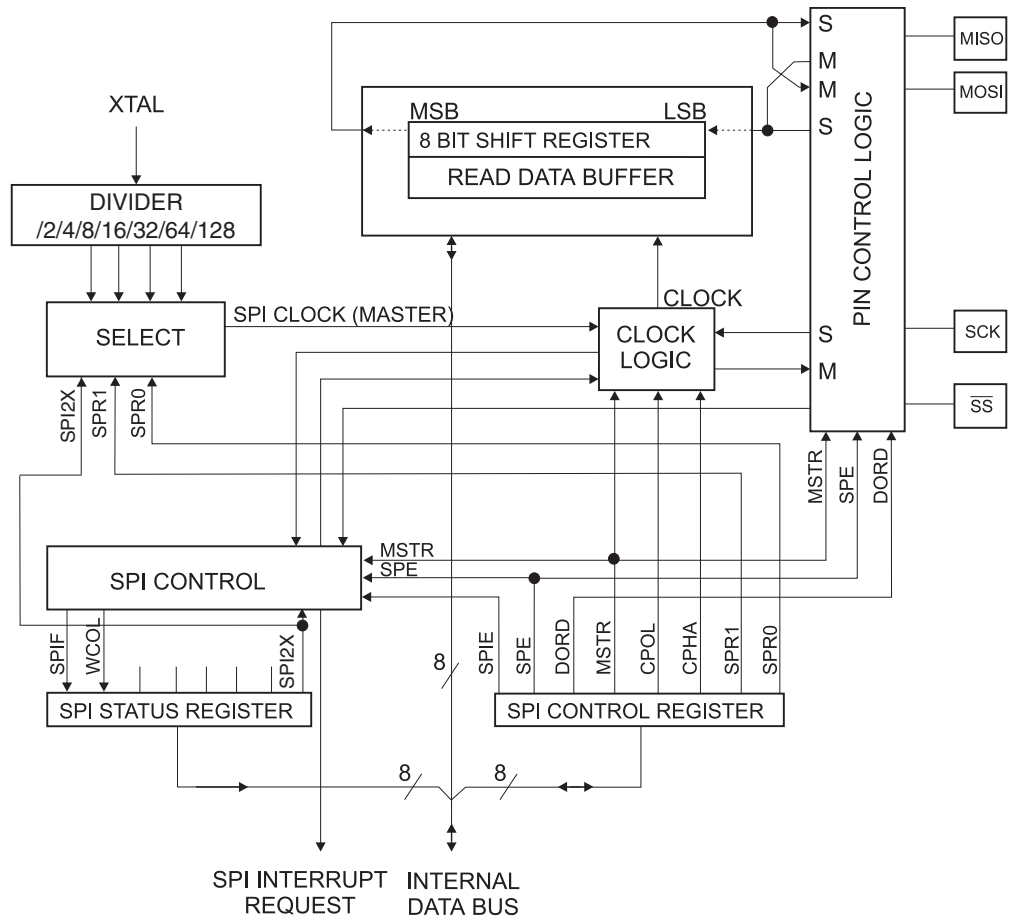 S
MISO
M
M
MOSI
S
XTAL
MSB
LSB
8 BIT SHIFT REGISTER
READ DATA BUFFER
DIVIDER
/2/4/8/16/32/64/128
PIN CONTROL LOGIC
SPI CLOCK (MASTER)
CLOCK
SELECT
CLOCK
LOGIC
S
M
SCK
SS
SPI2X
SPR1
SPR0
MSTR
SPE
DORD
MSTR
SPE
SPI CONTROL
SPIF
WCOL
SPI2X
8
SPIE
SPE
DORD
MSTR
CPOL
CPHA
SPR1
SPR0
SPI STATUS REGISTER
SPI CONTROL REGISTER
8
8
SPI INTERRUPT
REQUEST
INTERNAL
DATA BUS